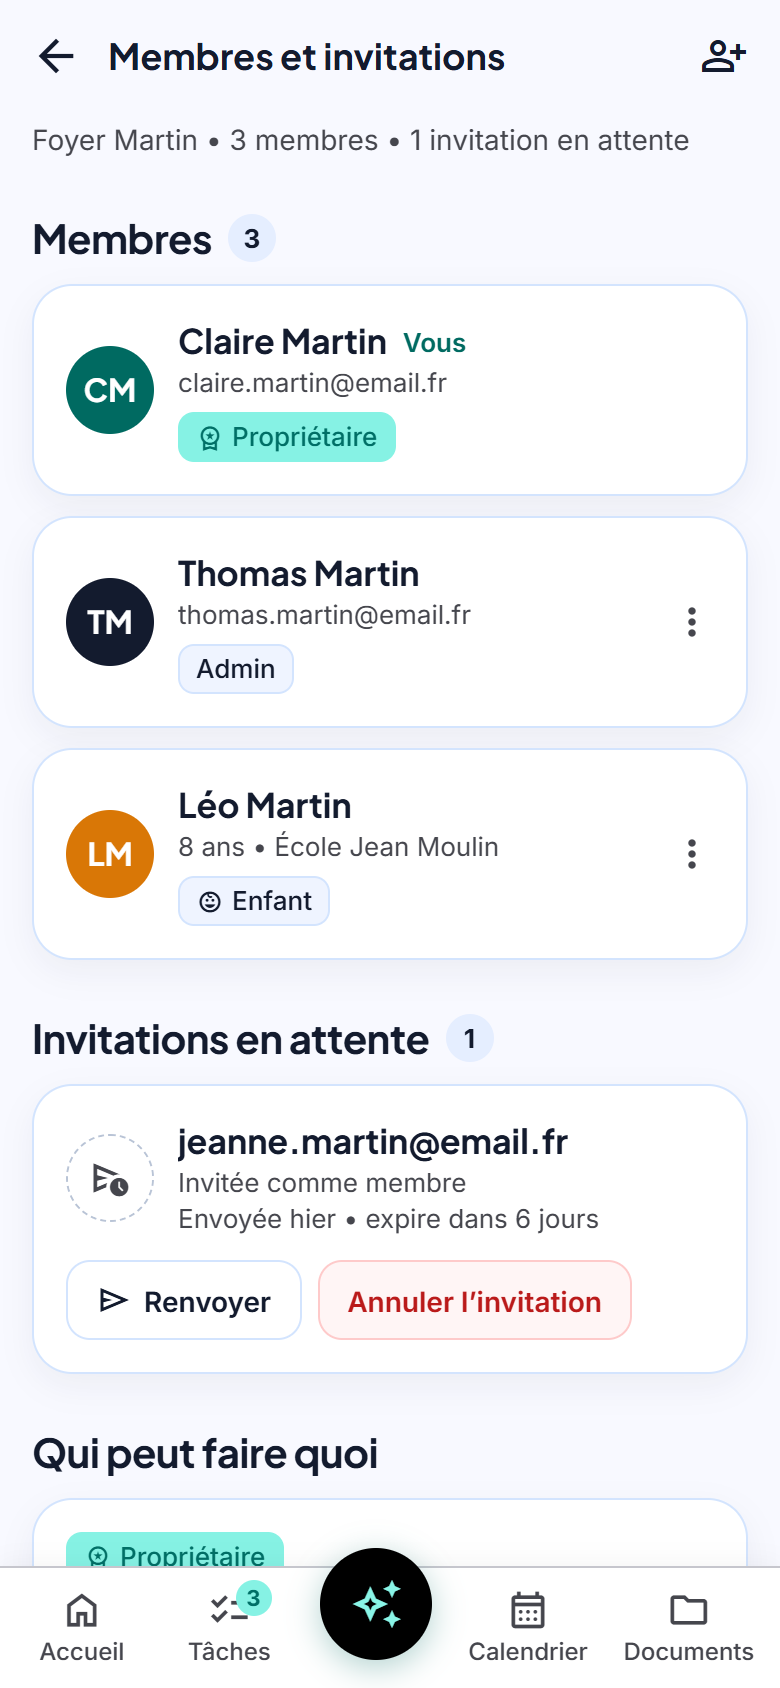 Membres et invitations
Foyer Martin • 3 membres • 1 invitation en attente
Membres 3
CM
Claire Martin Vous
claire.martin@email.fr
Propriétaire
TM
Thomas Martin
thomas.martin@email.fr
Admin
LM
Léo Martin
8 ans • École Jean Moulin
Enfant
Invitations en attente 1
jeanne.martin@email.fr
Invitée comme membre
Envoyée hier • expire dans 6 jours
Renvoyer
Annuler l’invitation
Qui peut faire quoi
Propriétaire
3
Accueil
Tâches
Calendrier
Documents